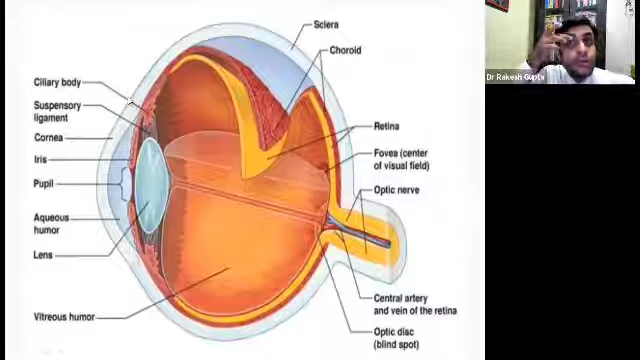 Sclera
Choroid
Ciliary body
Suspensory
ligament
Cornea
Iris
Pupil
Aqueous
humor
Lens
Vitreous humor
Retina
Fovea (center
of visual field)
Optic nerve
Central artery
and vein of the retina
Optic disc
(blind spot)
Dr Rakesh Gupta